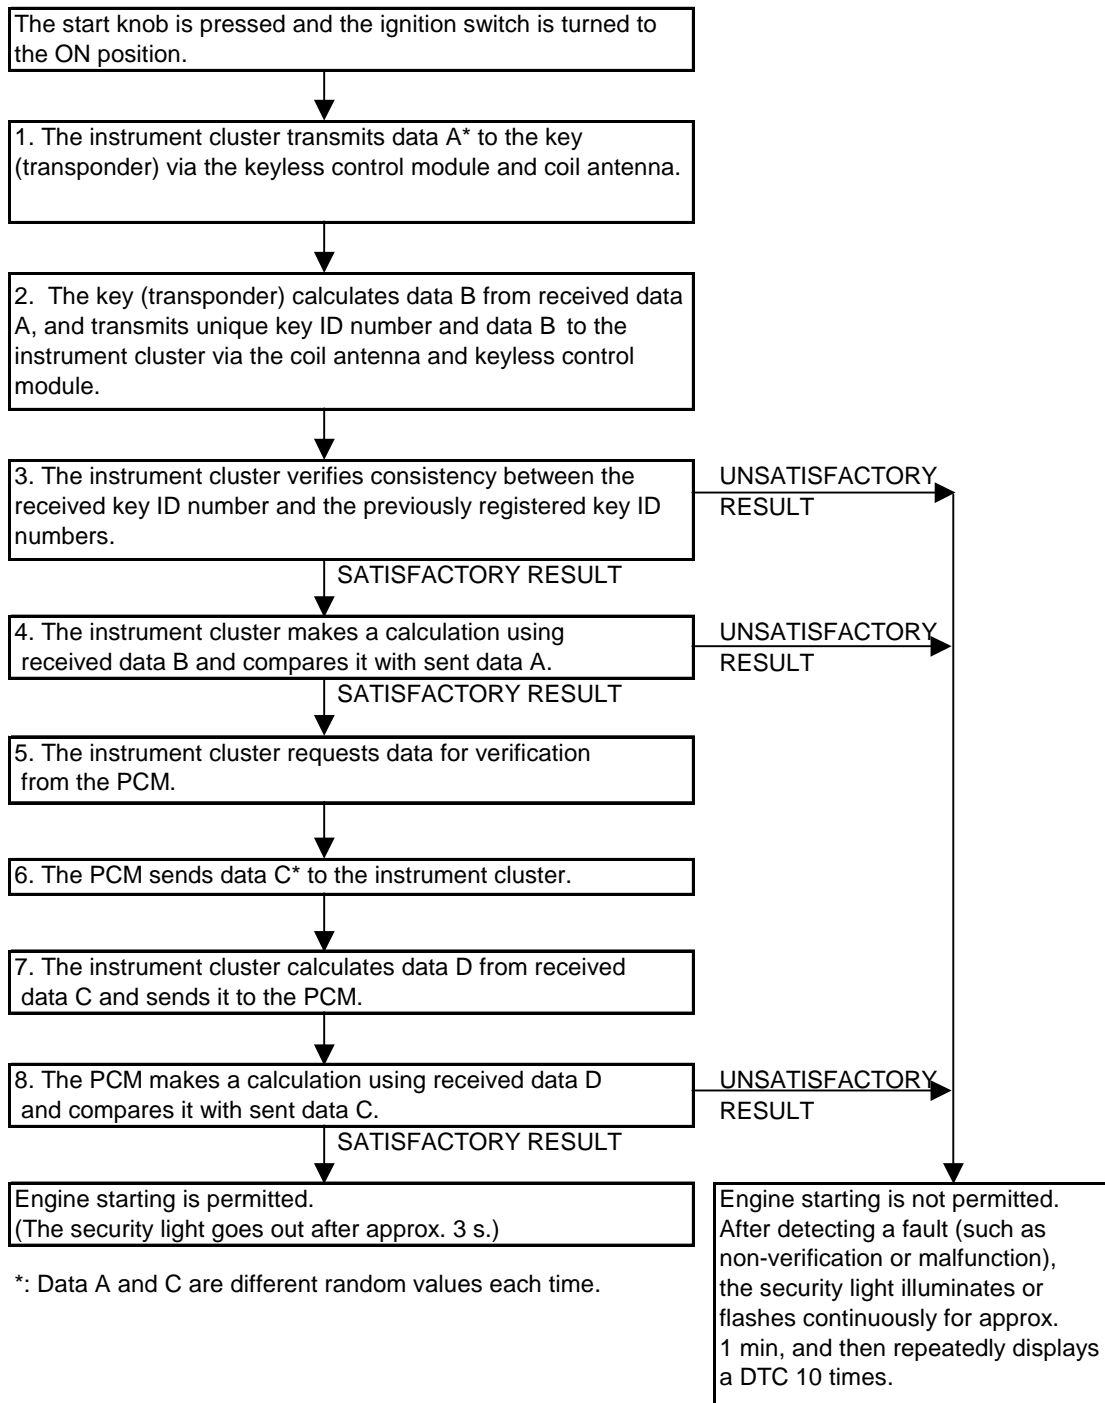 The start knob is pressed and the ignition switch is turned to
the ON position.
1. The instrument cluster transmits data A* to the key
(transponder) via the keyless control module and coil antenna.
2.  The key (transponder) calculates data B from received data
A, and transmits unique key ID number and data B  to the
instrument cluster via the coil antenna and keyless control
module.
3. The instrument cluster verifies consistency between the
received key ID number and the previously registered key ID
numbers.
UNSATISFACTORY
RESULT
SATISFACTORY RESULT
4. The instrument cluster makes a calculation using
received data B and compares it with sent data A.
UNSATISFACTORY
RESULT
SATISFACTORY RESULT
5. The instrument cluster requests data for verification
from the PCM.
6. The PCM sends data C* to the instrument cluster.
7. The instrument cluster calculates data D from received
data C and sends it to the PCM.
8. The PCM makes a calculation using received data D
and compares it with sent data C.
UNSATISFACTORY
RESULT
SATISFACTORY RESULT
Engine starting is permitted.
(The security light goes out after approx. 3 s.)
Engine starting is not permitted.
After detecting a fault (such as
non-verification or malfunction),
the security light illuminates or
flashes continuously for approx.
1 min, and then repeatedly displays
a DTC 10 times.
*: Data A and C are different random values each time.